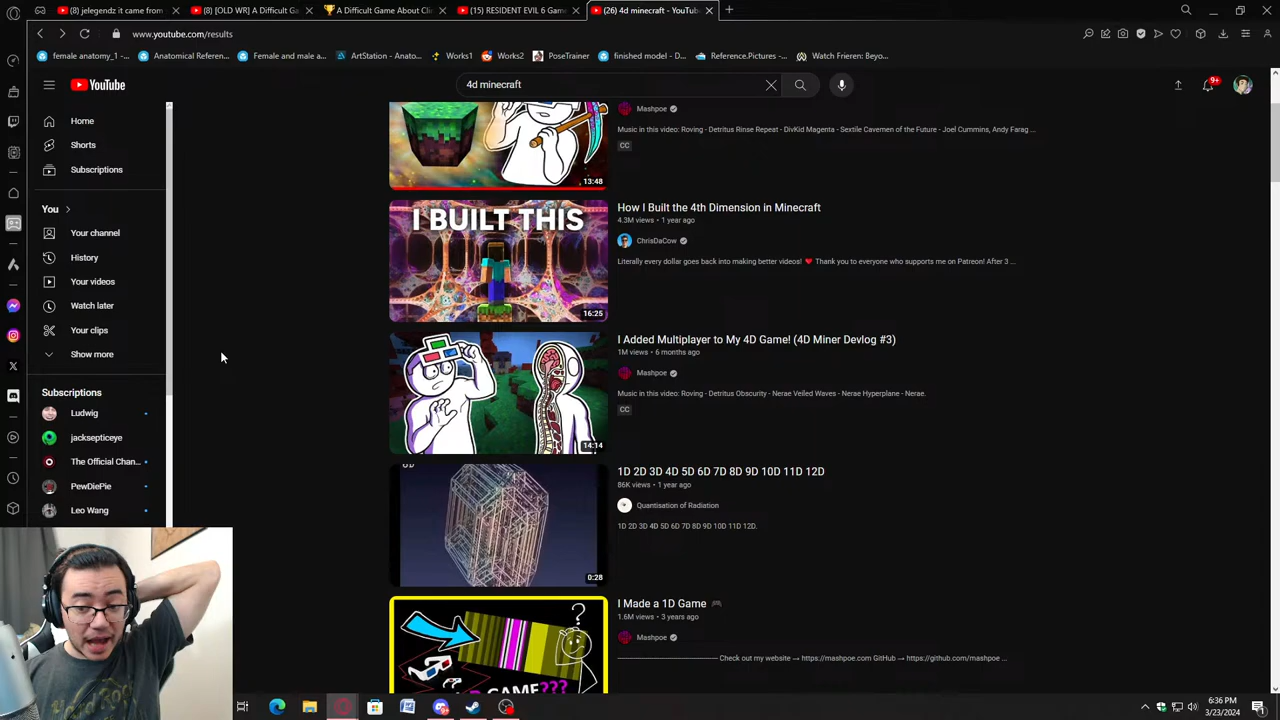 (8) jelegendz it came from
(8) [OLD WR] A Difficult Ga
A Difficult Game About Cli
(15) RESIDENT EVIL 6 Game
(26) 4d minecraft - YouTube
www.youtube.com/results
female anatomy_1 -...
Anatomical Referen...
Female and male a...
ArtStation - Anato...
Works1
Works2
PoseTrainer
finished model - D...
Reference.Pictures -...
Watch Frieren: Beyo...
YouTube
4d minecraft
9+
Home
Shorts
Subscriptions
You
Your channel
History
Your videos
Watch later
Your clips
Show more
Subscriptions
Ludwig
jacksepticeye
The Official Chan...
PewDiePie
Leo Wang
13:48
Mashpoe
Music in this video: Roving - Detritus Rinse Repeat - DivKid Magenta - Sextile Cavemen of the Future - Joel Cummins, Andy Farag ...
CC
I BUILT THIS
16:25
How I Built the 4th Dimension in Minecraft
4.3M views • 1 year ago
ChrisDaCow
Literally every dollar goes back into making better videos! ❤️ Thank you to everyone who supports me on Patreon! After 3 ...
14:14
I Added Multiplayer to My 4D Game! (4D Miner Devlog #3)
1M views • 6 months ago
Mashpoe
Music in this video: Roving - Detritus Obscurity - Nerae Veiled Waves - Nerae Hyperplane - Nerae.
CC
0:28
1D 2D 3D 4D 5D 6D 7D 8D 9D 10D 11D 12D
86K views • 1 year ago
Quantisation of Radiation
1D 2D 3D 4D 5D 6D 7D 8D 9D 10D 11D 12D.
GAME???
I Made a 1D Game 🎮
1.6M views • 3 years ago
Mashpoe
Check out my website → https://mashpoe.com GitHub → https://github.com/mashpoe ...
6:36 PM
3/23/2024